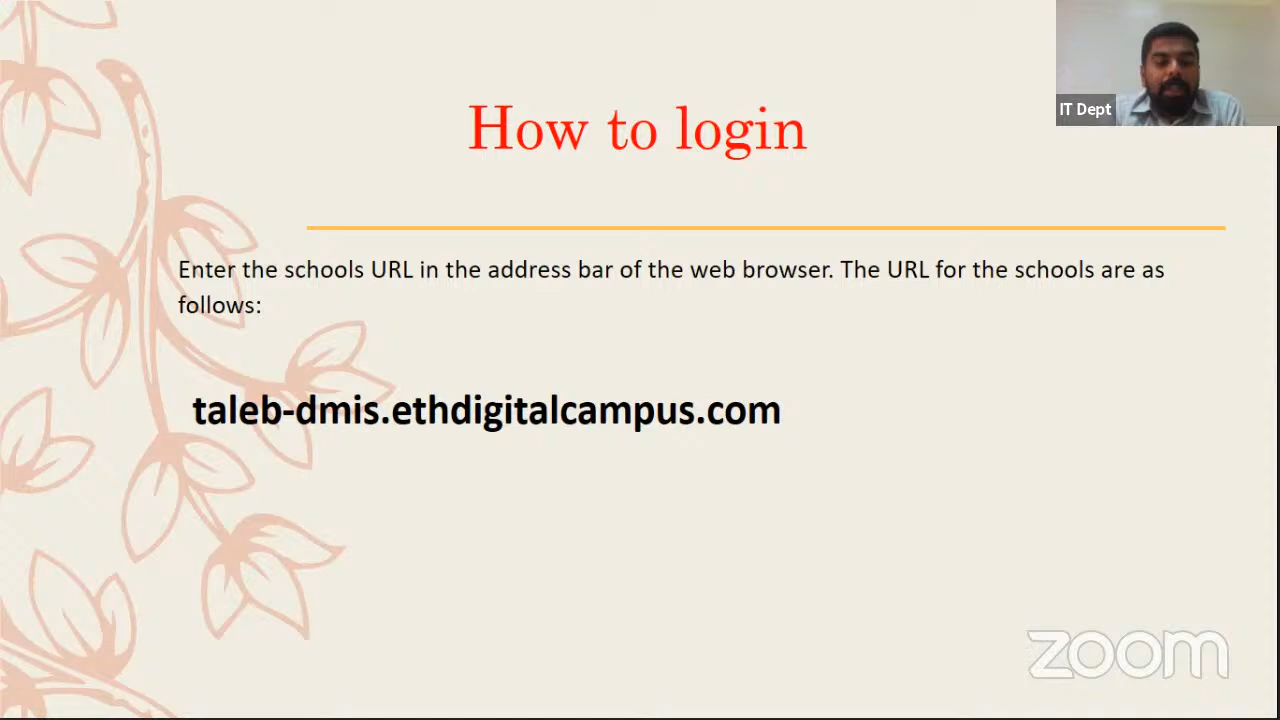 IT Dept
How to login
Enter the schools URL in the address bar of the web browser. The URL for the schools are as
follows:
taleb-dmis.ethdigitalcampus.com
zoom